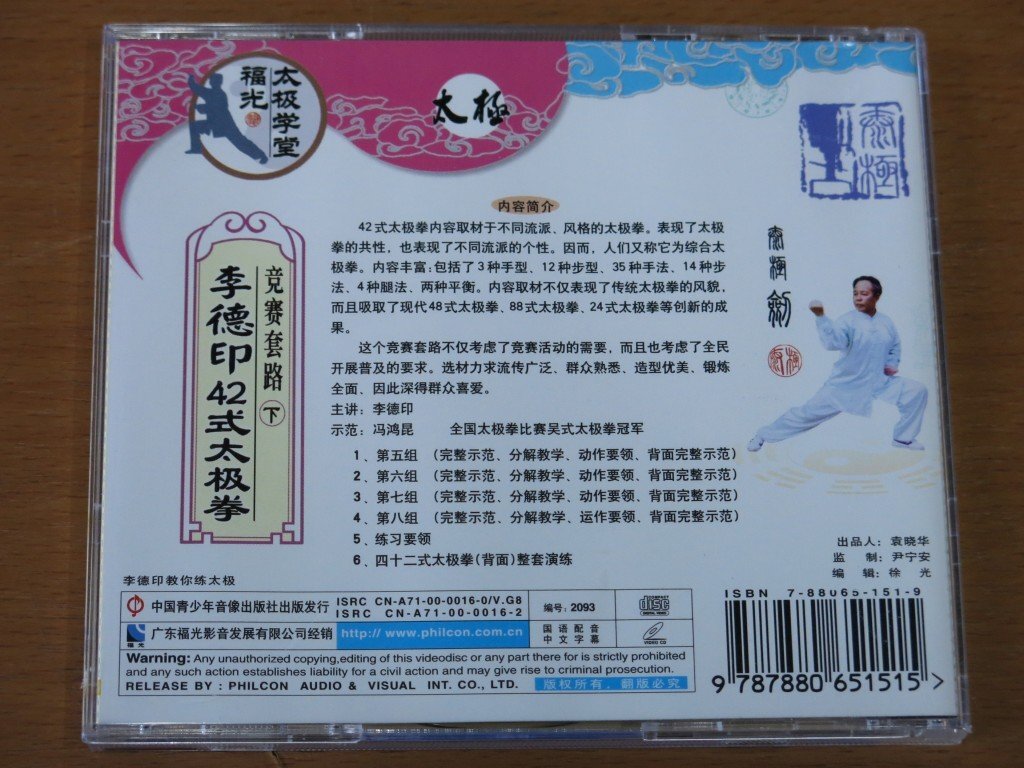 福光
太极学堂
太極
内容简介
42式太极拳内容取材于不同流派、风格的太极拳。表现了太极
拳的共性，也表现了不同流派的个性。因而，人们又称它为综合太
极拳。内容丰富:包括了3种手型、12种步型、35种手法、14种步
法、4种腿法、两种平衡。内容取材不仅表现了传统太极拳的风貌，
而且吸取了现代48式太极拳、88式太极拳、24式太极拳等创新的成
果。
这个竞赛套路不仅考虑了竞赛活动的需要，而且也考虑了全民
开展普及的要求。选材力求流传广泛、群众熟悉、造型优美、锻炼
全面、因此深得群众喜爱。
主讲：李德印
示范：冯鸿昆 全国太极拳比赛吴式太极拳冠军
1、第五组 （完整示范、分解教学、动作要领、背面完整示范）
2、第六组 （完整示范、分解教学、动作要领、背面完整示范）
3、第七组 （完整示范、分解教学、动作要领、背面完整示范）
4、第八组 （完整示范、分解教学、运作要领、背面完整示范）
5、练习要领
6、四十二式太极拳(背面)整套演练
竞赛套路 下
李德印42式太极拳
太極劍
出品人：袁晓华
监 制：尹宁安
编 辑：徐 光
李德印教你练太极
中国青少年音像出版社出版发行
ISRC CN-A71-00-0016-0/V.G8
ISRC CN-A71-00-0016-2
编号：2093
COMPACT
disc
DIGITAL VIDEO
福光
广东福光影音发展有限公司经销
http://www.philcon.com.cn
国语配音
中文字幕
VIDEO CD
Warning: Any unauthorized copying,editing of this videodisc or any part there for is strictly prohibited
and any such action establishes liability for a civil action and may give rise to criminal prosecution.
RELEASE BY : PHILCON AUDIO & VISUAL INT. CO., LTD.
版权所有，翻版必究
ISBN 7-88065-151-9
9 787880 651515 >